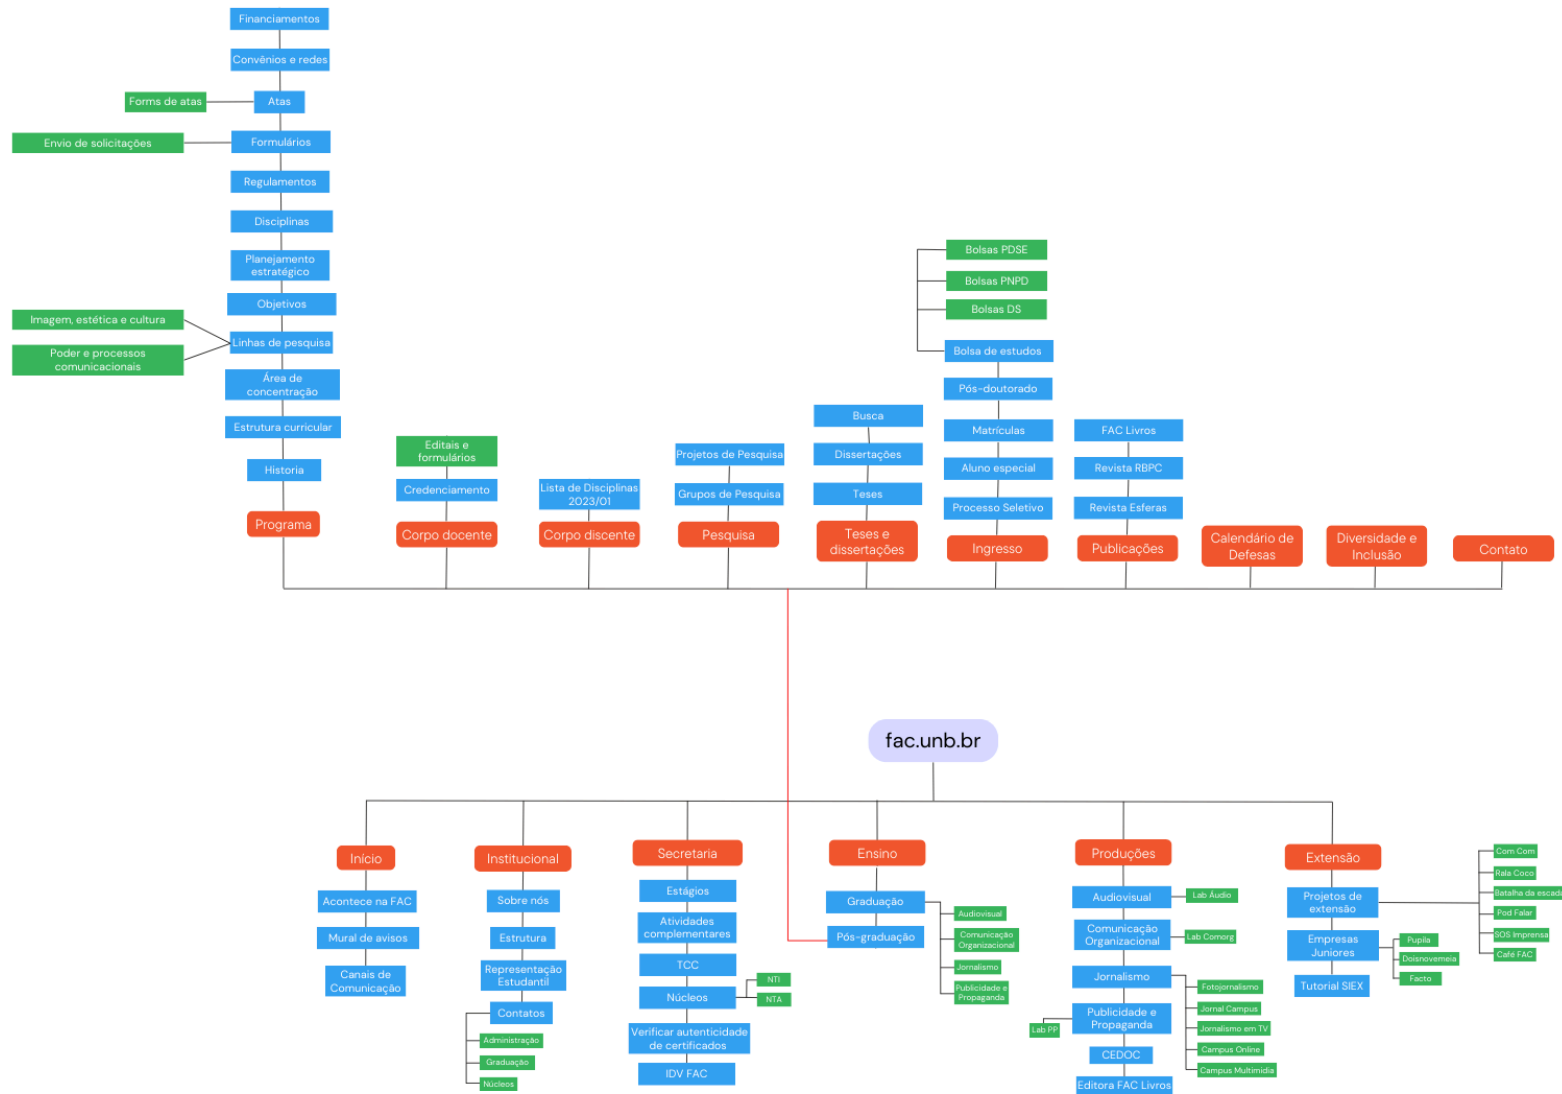 Financiamentos
Convênios e redes
Forms de atas
Atas
Envio de solicitações
Formulários
Regulamentos
Disciplinas
Planejamento
estratégico
Objetivos
Imagem, estética e cultura
Linhas de pesquisa
Poder e processos
comunicacionais
Área de
concentração
Estrutura curricular
Historia
Programa
Editais e
formulários
Credenciamento
Corpo docente
Lista de Disciplinas
2023/01
Corpo discente
Projetos de Pesquisa
Grupos de Pesquisa
Pesquisa
Busca
Dissertações
Teses
Teses e
dissertações
Bolsas PDSE
Bolsas PNPD
Bolsas DS
Bolsa de estudos
Pós-doutorado
Matrículas
Aluno especial
Processo Seletivo
Ingresso
FAC Livros
Revista RBPC
Revista Esferas
Publicações
Calendário de
Defesas
Diversidade e
Inclusão
Contato
fac.unb.br
Início
Acontece na FAC
Mural de avisos
Canais de
Comunicação
Institucional
Sobre nós
Estrutura
Representação
Estudantil
Contatos
Administração
Graduação
Núcleos
Secretaria
Estágios
Atividades
complementares
TCC
Núcleos
NTI
NTA
Verificar autenticidade
de certificados
IDV FAC
Ensino
Graduação
Audiovisual
Comunicação
Organizacional
Jornalismo
Publicidade e
Propaganda
Pós-graduação
Produções
Audiovisual
Lab Áudio
Comunicação
Organizacional
Lab Comorg
Jornalismo
Fotojornalismo
Jornal Campus
Jornalismo em TV
Campus Online
Campus Multimidia
Publicidade e
Propaganda
Lab PP
CEDOC
Editora FAC Livros
Extensão
Projetos de
extensão
Com Com
Rala Coco
Batalha da escada
Pod Falar
SOS Imprensa
Café FAC
Empresas
Juniores
Pupila
Doisnovemeia
Facto
Tutorial SIEX